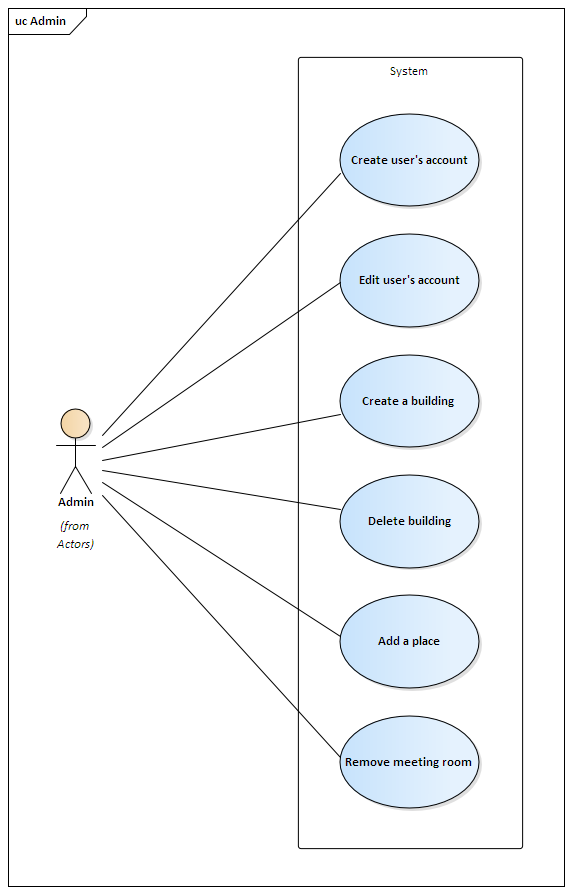 uc Admin
System
Create user's account
Edit user's account
Create a building
Admin
(from
Actors)
Delete building
Add a place
Remove meeting room